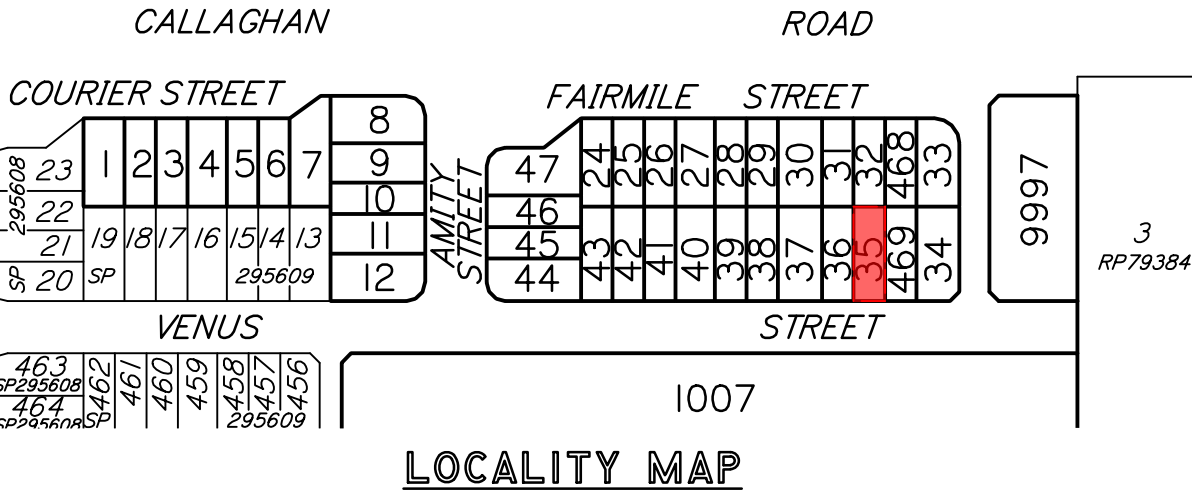 CALLAGHAN ROAD
COURIER STREET
FAIRMILE STREET
23
22
21
20
295608
SP
1 2 3 4 5 6 7
8
9
10
11
12
19 18 17 16 15 14 13
SP 295609
AMITY
STREET
47
46
45
44
24 25 26 27 28 29 30 31 32 468 33
43 42 41 40 39 38 37 36 35 469 34
9997
3
RP79384
VENUS STREET
463
SP295608
464
SP295608
462 461 460 459 458 457 456
SP 295609
1007
LOCALITY MAP